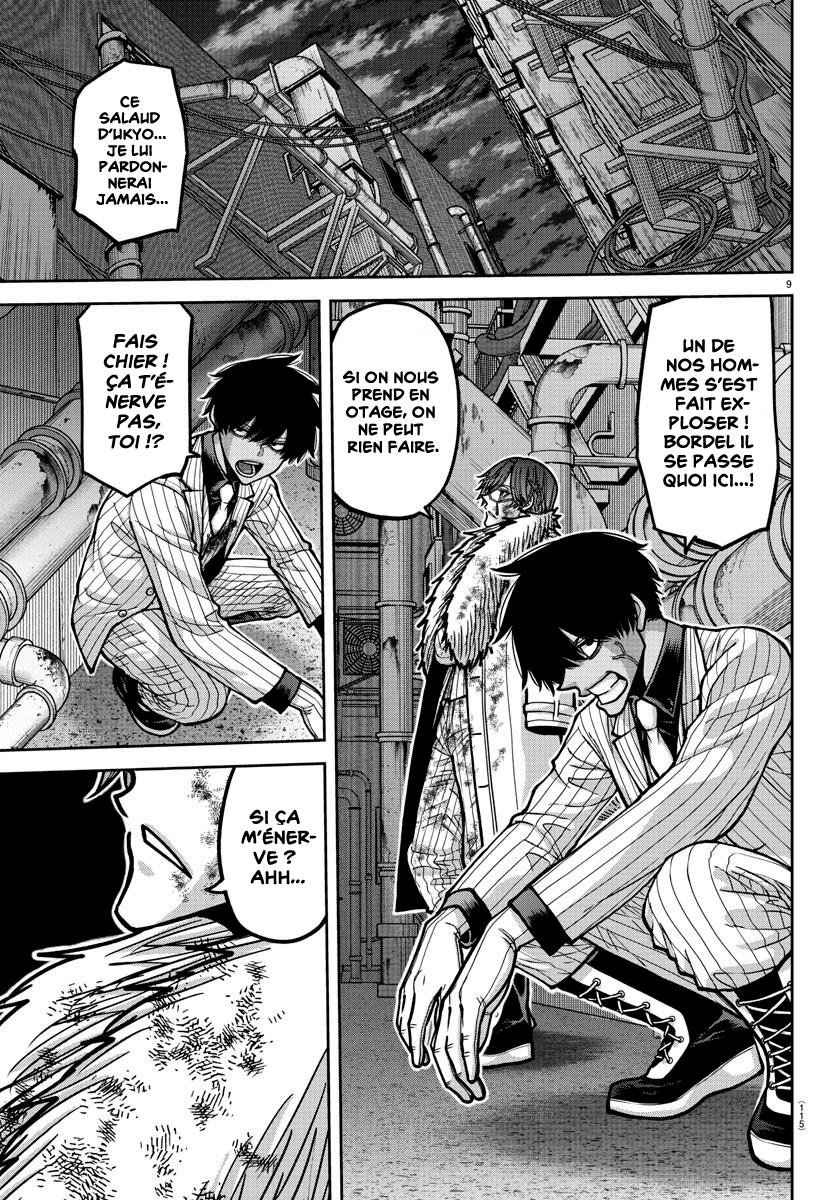 CE
SALAUD
D'UKYO...
JE LUI
PARDON-
NERAI
JAMAIS...
9
UN DE
NOS HOM-
MES S'EST
FAIT EX-
PLOSER !
BORDEL IL
SE PASSE
QUOI ICI...!
SI ON NOUS
PREND EN
OTAGE, ON
NE PEUT
RIEN FAIRE.
FAIS
CHIER !
ÇA T'É-
NERVE
PAS,
TOI !?
SI ÇA
M'ÉNER-
VE ?
AHH...
(115)